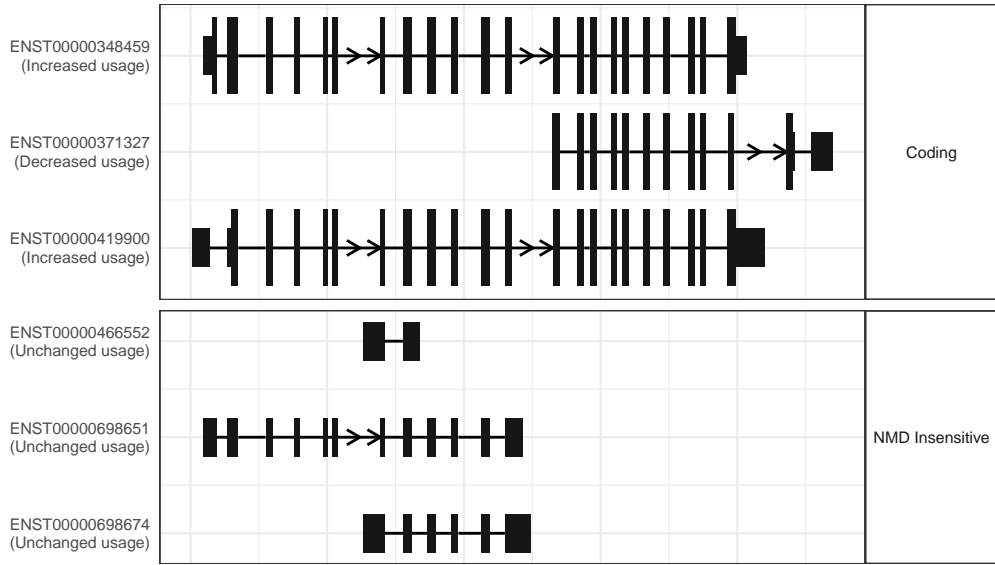 ENST00000348459
(Increased usage)
ENST00000371327
(Decreased usage)
Coding
ENST00000419900
(Increased usage)
ENST00000466552
(Unchanged usage)
ENST00000698651
(Unchanged usage)
NMD Insensitive
ENST00000698674
(Unchanged usage)